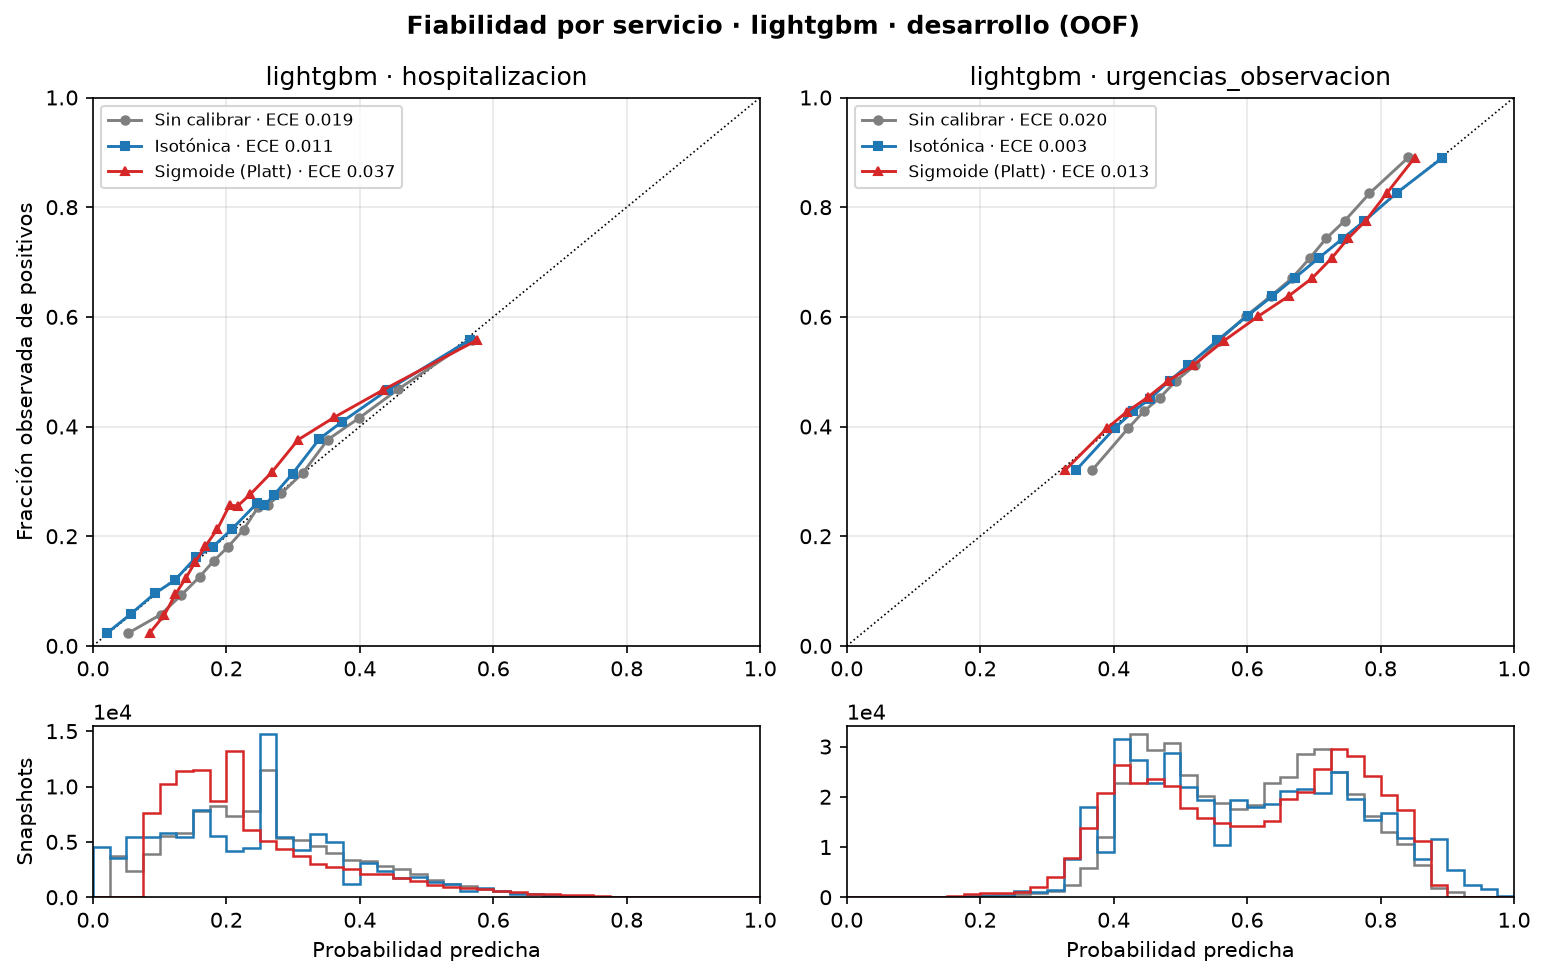 Fiabilidad por servicio · lightgbm · desarrollo (OOF)
lightgbm · hospitalizacion
1.0
0.8
0.6
0.4
0.2
0.0
Fracción observada de positivos
Sin calibrar · ECE 0.019
Isotónica · ECE 0.011
Sigmoide (Platt) · ECE 0.037
0.0 0.2 0.4 0.6 0.8 1.0
lightgbm · urgencias_observacion
1.0
0.8
0.6
0.4
0.2
0.0
Sin calibrar · ECE 0.020
Isotónica · ECE 0.003
Sigmoide (Platt) · ECE 0.013
0.0 0.2 0.4 0.6 0.8 1.0
1e4
1.5
1.0
0.5
0.0
Snapshots
0.0 0.2 0.4 0.6 0.8 1.0
Probabilidad predicha
1e4
3
2
1
0
0.0 0.2 0.4 0.6 0.8 1.0
Probabilidad predicha